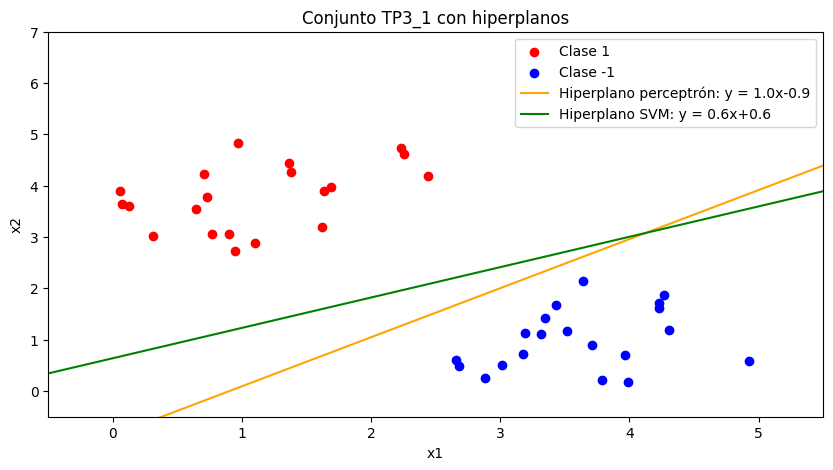 Conjunto TP3_1 con hiperplanos
Clase 1
Clase -1
Hiperplano perceptrón: y = 1.0x-0.9
Hiperplano SVM: y = 0.6x+0.6
7
6
5
4
3
2
1
0
x2
0 1 2 3 4 5
x1